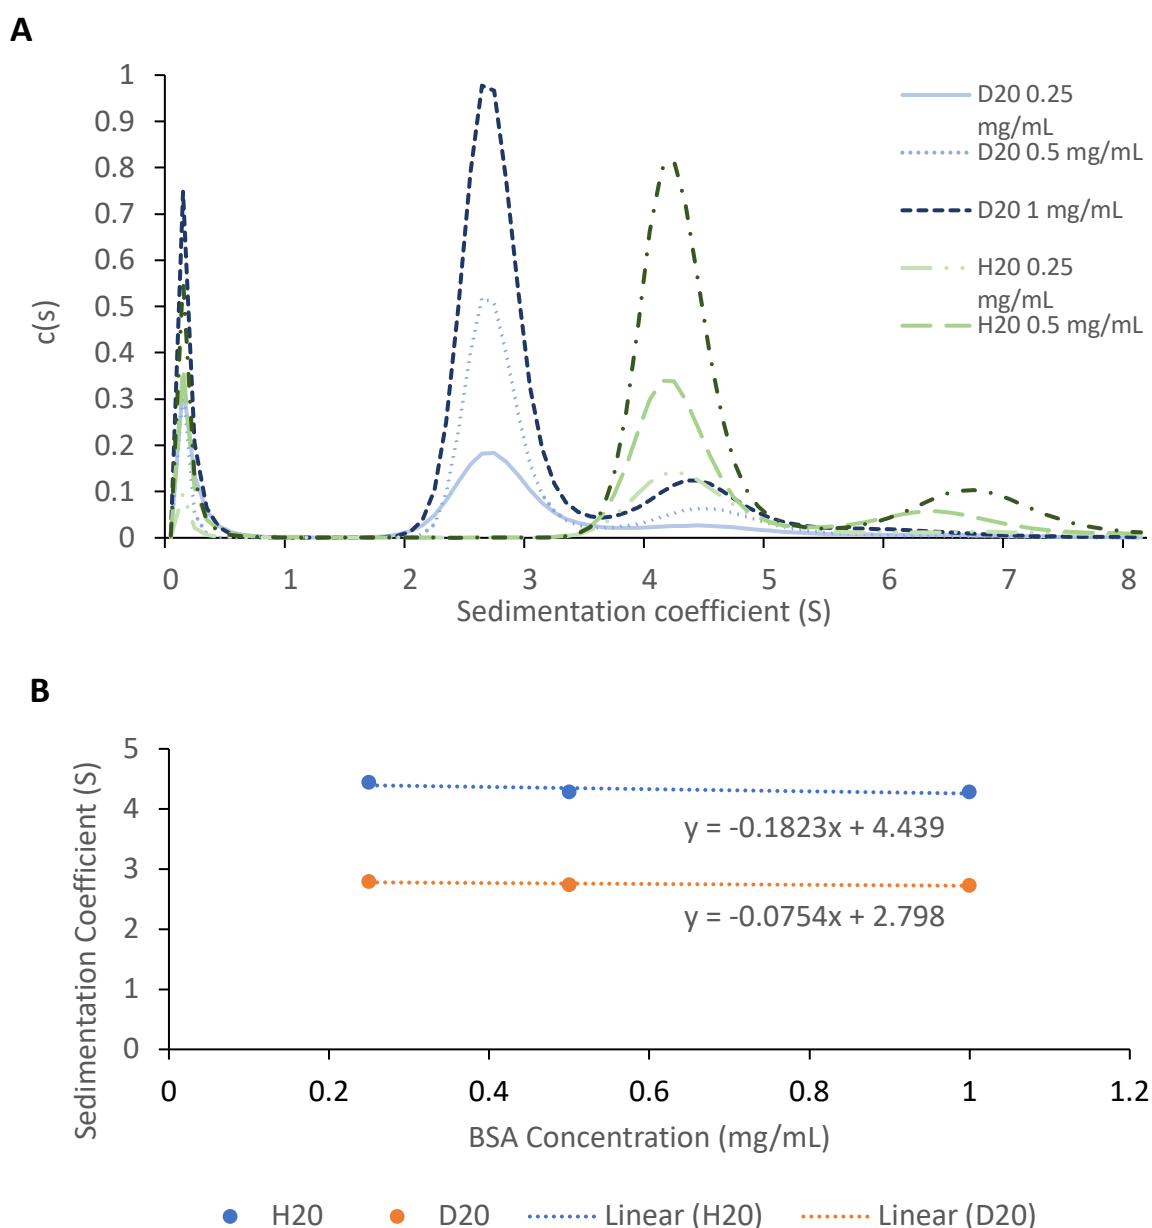 A
1
0.9
0.8
0.7
0.6
0.5
0.4
0.3
0.2
0.1
0
c(s)
0 1 2 3 4 5 6 7 8
Sedimentation coefficient (S)
D20 0.25
mg/mL
D20 0.5 mg/mL
D20 1 mg/mL
H20 0.25
mg/mL
H20 0.5 mg/mL
B
5
4
3
2
1
0
Sedimentation Coefficient (S)
y = -0.1823x + 4.439
y = -0.0754x + 2.798
0 0.2 0.4 0.6 0.8 1 1.2
BSA Concentration (mg/mL)
H20 D20 Linear (H20) Linear (D20)